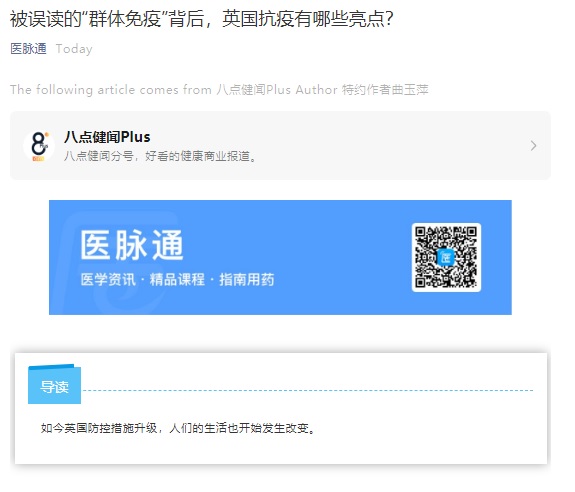 被误读的“群体免疫”背后，英国抗疫有哪些亮点？
医脉通 Today
The following article comes from 八点健闻Plus Author 特约作者曲玉萍
8
八点健闻Plus
八点健闻分号，好看的健康商业报道。
医脉通
医学资讯·精品课程·指南用药
医
导读
如今英国防控措施升级，人们的生活也开始发生改变。